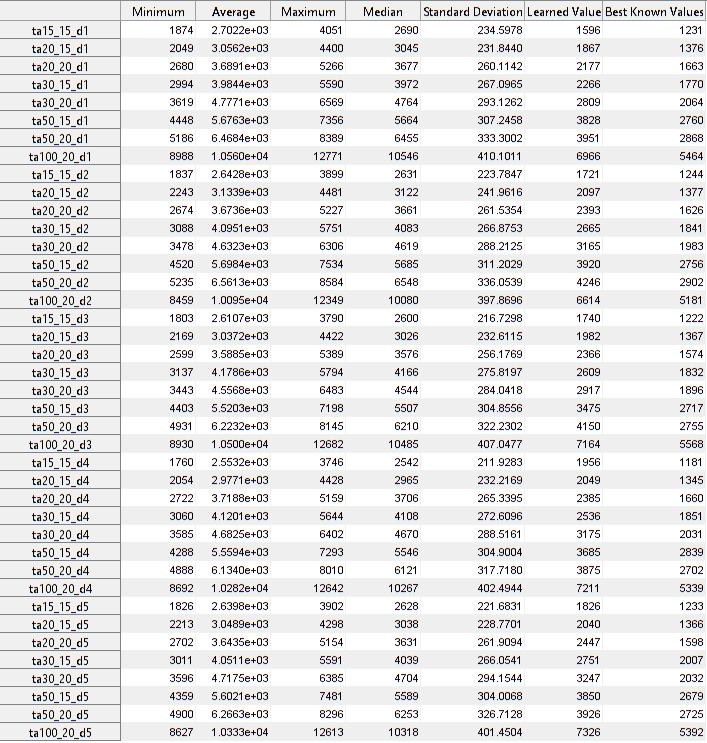 Minimum Average Maximum Median Standard Deviation Learned Value Best Known Values
ta15_15_d1 1874 2.7022e+03 4051 2690 234.5978 1596 1231
ta20_15_d1 2049 3.0562e+03 4400 3045 231.8440 1867 1376
ta20_20_d1 2680 3.6891e+03 5266 3677 260.1142 2177 1663
ta30_15_d1 2994 3.9844e+03 5590 3972 267.0965 2266 1770
ta30_20_d1 3619 4.7771e+03 6569 4764 293.1262 2809 2064
ta50_15_d1 4448 5.6763e+03 7356 5664 307.2458 3828 2760
ta50_20_d1 5186 6.4684e+03 8389 6455 333.3002 3951 2868
ta100_20_d1 8988 1.0560e+04 12771 10546 410.1011 6966 5464
ta15_15_d2 1837 2.6428e+03 3899 2631 223.7847 1721 1244
ta20_15_d2 2243 3.1339e+03 4481 3122 241.9616 2097 1377
ta20_20_d2 2674 3.6736e+03 5227 3661 261.5354 2393 1626
ta30_15_d2 3088 4.0951e+03 5751 4083 266.8753 2665 1841
ta30_20_d2 3478 4.6323e+03 6306 4619 288.2125 3165 1983
ta50_15_d2 4520 5.6984e+03 7534 5685 311.2029 3920 2756
ta50_20_d2 5235 6.5613e+03 8584 6548 336.0539 4246 2902
ta100_20_d2 8459 1.0095e+04 12349 10080 397.8696 6614 5181
ta15_15_d3 1803 2.6107e+03 3790 2600 216.7298 1740 1222
ta20_15_d3 2169 3.0372e+03 4422 3026 232.6115 1982 1367
ta20_20_d3 2599 3.5885e+03 5389 3576 256.1769 2366 1574
ta30_15_d3 3137 4.1786e+03 5794 4166 275.8197 2609 1832
ta30_20_d3 3443 4.5568e+03 6483 4544 284.0418 2917 1896
ta50_15_d3 4403 5.5203e+03 7198 5507 304.8556 3475 2717
ta50_20_d3 4931 6.2232e+03 8145 6210 322.2302 4150 2755
ta100_20_d3 8930 1.0500e+04 12682 10485 407.0477 7164 5568
ta15_15_d4 1760 2.5532e+03 3746 2542 211.9283 1956 1181
ta20_15_d4 2054 2.9771e+03 4428 2965 232.2169 2049 1345
ta20_20_d4 2722 3.7188e+03 5159 3706 265.3395 2385 1660
ta30_15_d4 3060 4.1201e+03 5644 4108 272.6096 2536 1851
ta30_20_d4 3585 4.6825e+03 6402 4670 288.5161 3175 2031
ta50_15_d4 4288 5.5594e+03 7293 5546 304.9004 3685 2839
ta50_20_d4 4888 6.1340e+03 8010 6121 317.7180 3875 2702
ta100_20_d4 8692 1.0282e+04 12642 10267 402.4944 7211 5339
ta15_15_d5 1826 2.6398e+03 3902 2628 221.6831 1826 1233
ta20_15_d5 2213 3.0489e+03 4298 3038 228.7701 2040 1366
ta20_20_d5 2702 3.6435e+03 5154 3631 261.9094 2447 1598
ta30_15_d5 3011 4.0511e+03 5591 4039 266.0541 2751 2007
ta30_20_d5 3596 4.7175e+03 6385 4704 294.1544 3247 2032
ta50_15_d5 4359 5.6021e+03 7481 5589 304.0068 3850 2679
ta50_20_d5 4900 6.2663e+03 8296 6253 326.7128 3926 2725
ta100_20_d5 8627 1.0333e+04 12613 10318 401.4504 7326 5392